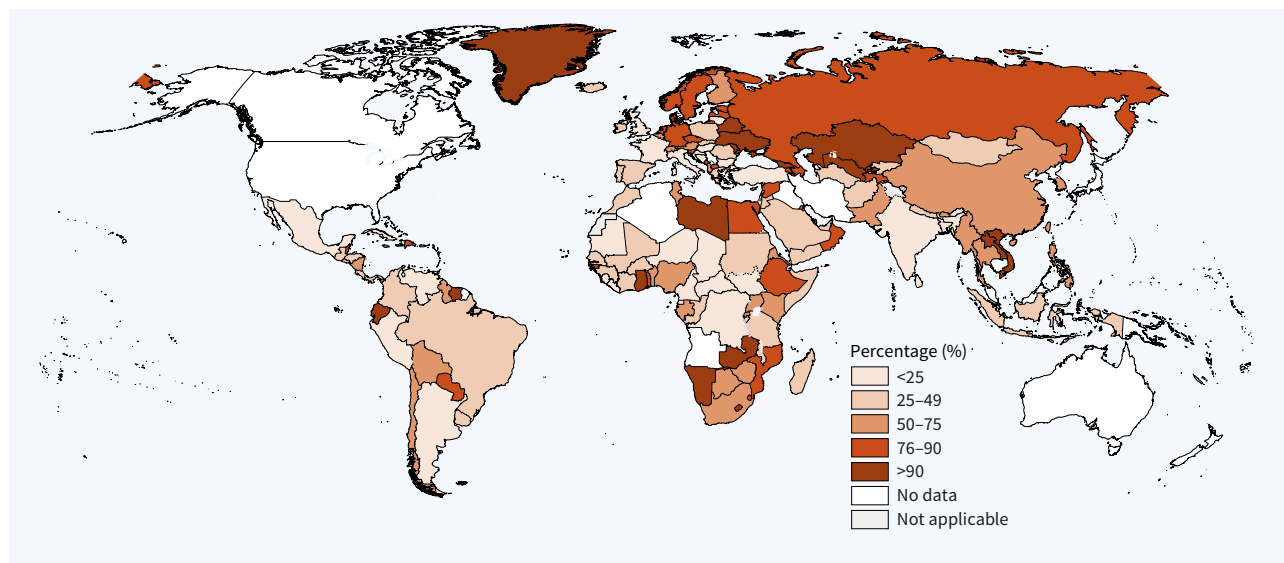 Percentage (%)
<25
25–49
50–75
76–90
>90
No data
Not applicable